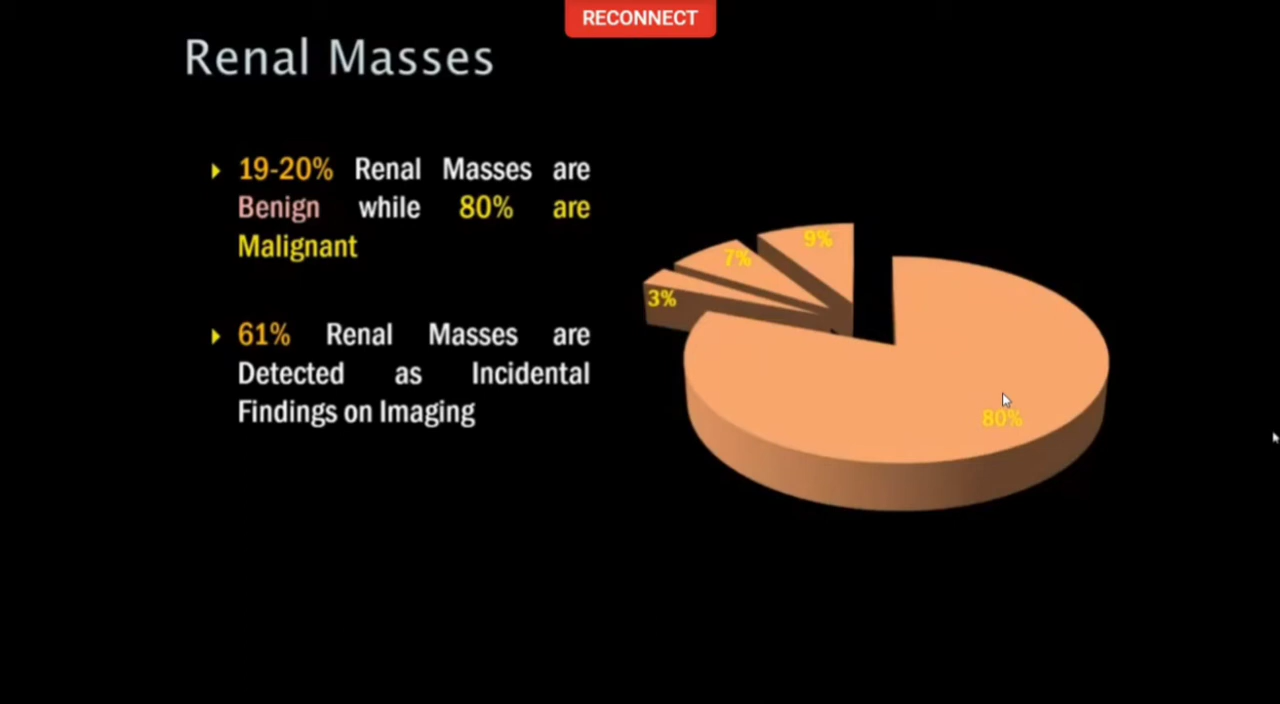 RECONNECT
Renal Masses
19-20% Renal Masses are
Benign while 80% are
Malignant
61% Renal Masses are
Detected as Incidental
Findings on Imaging
9%
7%
3%
80%